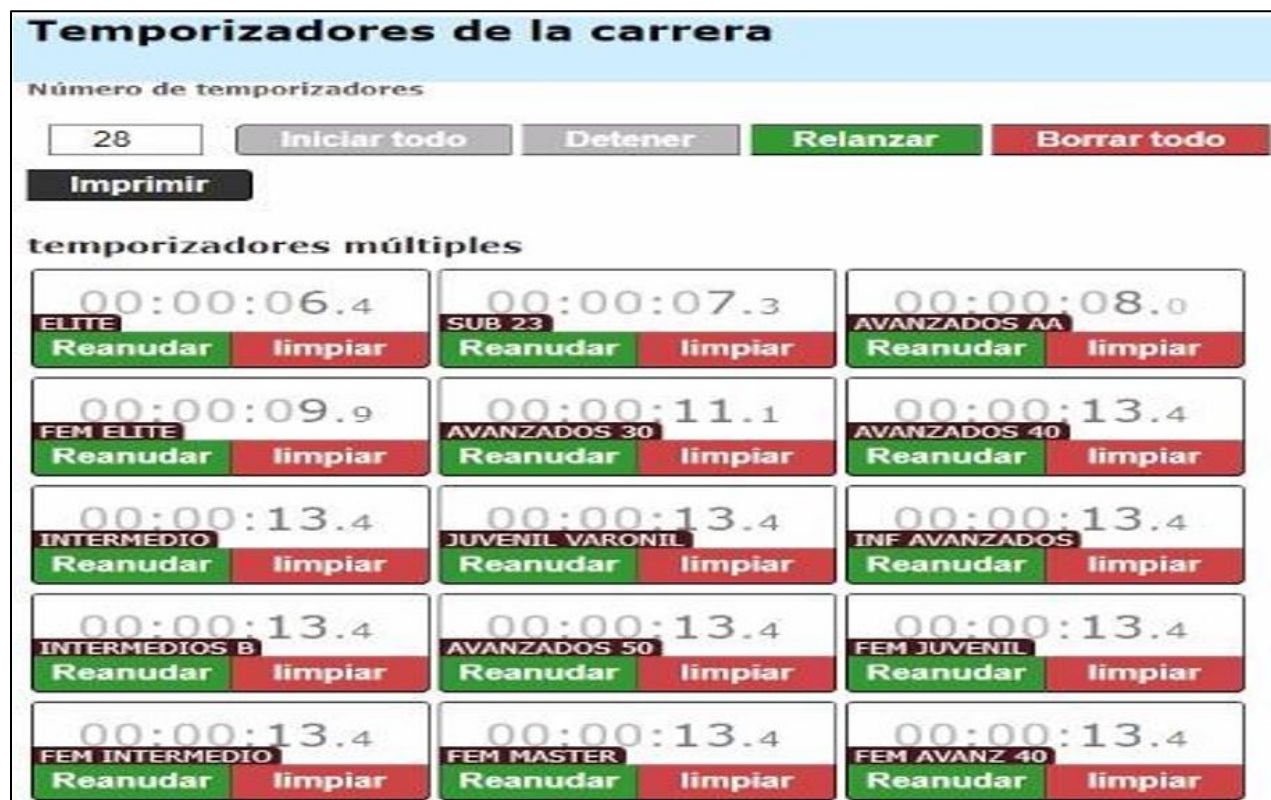 Temporizadores de la carrera
Número de temporizadores
28 Iniciar todo Detener Relanzar Borrar todo
Imprimir
temporizadores múltiples
00:00:06.4 00:00:07.3 00:00:08.0
ELITE SUB 23 AVANZADOS AA
Reanudar limpiar Reanudar limpiar Reanudar limpiar
00:00:09.9 00:00:11.1 00:00:13.4
FEM ELITE AVANZADOS 30 AVANZADOS 40
Reanudar limpiar Reanudar limpiar Reanudar limpiar
00:00:13.4 00:00:13.4 00:00:13.4
INTERMEDIO JUVENIL VARONIL INF AVANZADOS
Reanudar limpiar Reanudar limpiar Reanudar limpiar
00:00:13.4 00:00:13.4 00:00:13.4
INTERMEDIOS B AVANZADOS 50 FEM JUVENIL
Reanudar limpiar Reanudar limpiar Reanudar limpiar
00:00:13.4 00:00:13.4 00:00:13.4
FEM INTERMEDIO FEM MASTER FEM AVANZ 40
Reanudar limpiar Reanudar limpiar Reanudar limpiar